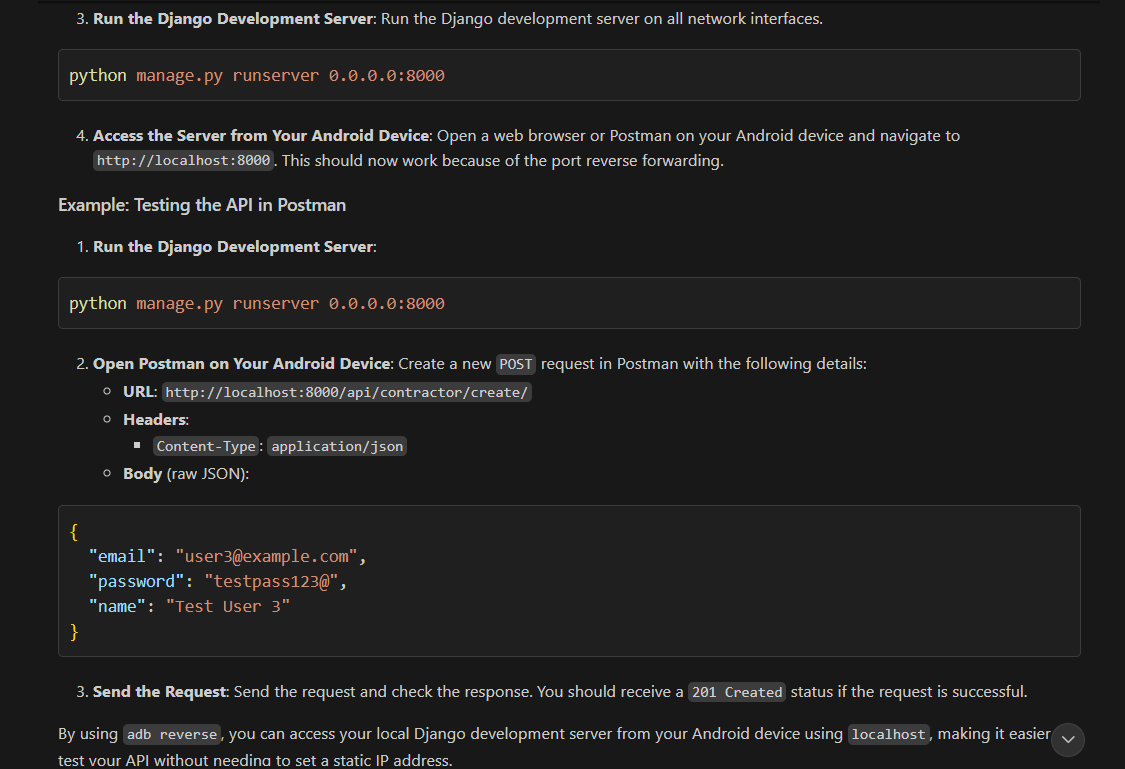 3. Run the Django Development Server: Run the Django development server on all network interfaces.
python manage.py runserver 0.0.0.0:8000
4. Access the Server from Your Android Device: Open a web browser or Postman on your Android device and navigate to
http://localhost:8000. This should now work because of the port reverse forwarding.
Example: Testing the API in Postman
1. Run the Django Development Server:
python manage.py runserver 0.0.0.0:8000
2. Open Postman on Your Android Device: Create a new POST request in Postman with the following details:
URL: http://localhost:8000/api/contractor/create/
Headers:
Content-Type: application/json
Body (raw JSON):
{
"email": "user3@example.com",
"password": "testpass123@",
"name": "Test User 3"
}
3. Send the Request: Send the request and check the response. You should receive a 201 Created status if the request is successful.
By using adb reverse, you can access your local Django development server from your Android device using localhost, making it easier
test your API without needing to set a static IP address.